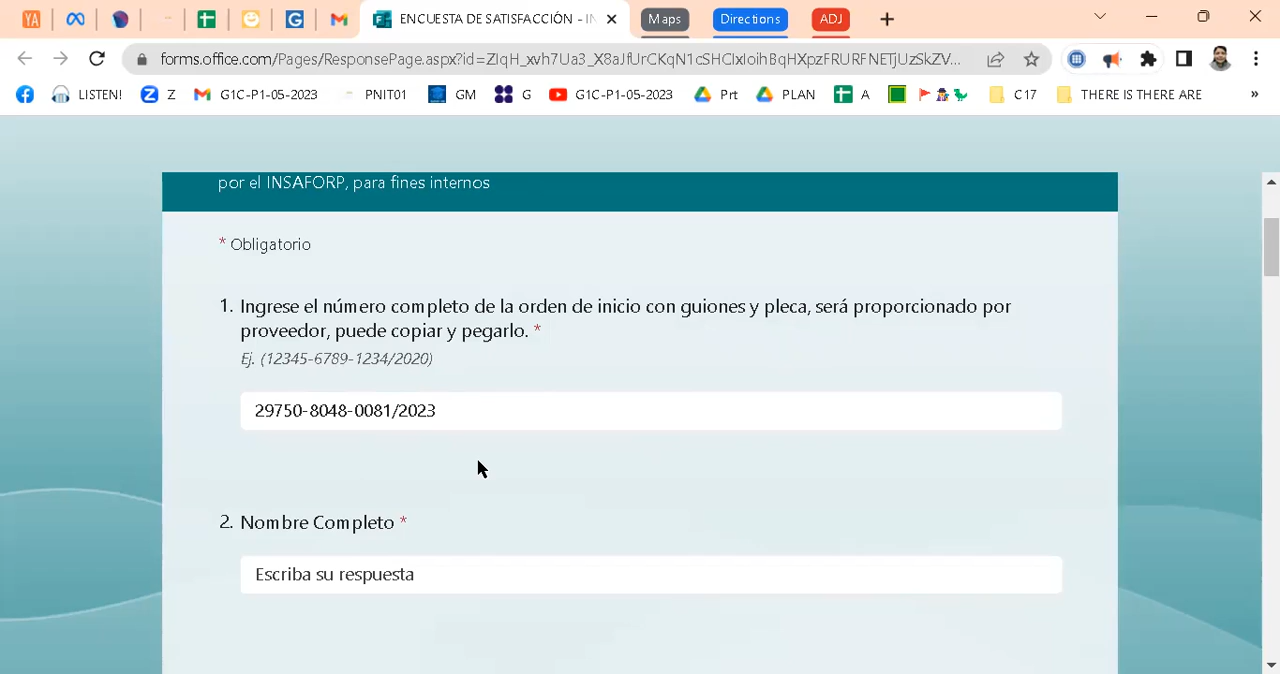 ENCUESTA DE SATISFACCIÓN - IN
Maps
Directions
ADJ
forms.office.com/Pages/ResponsePage.aspx?id=ZIqH_xvh7Ua3_X8aJfUrCKqN1cSHClxIoihBqHXpzFRURFNETjUzSkZV...
LISTEN!
Z
G1C-P1-05-2023
PNIT01
GM
G
G1C-P1-05-2023
Prt
PLAN
A
C17
THERE IS THERE ARE
»
por el INSAFORP, para fines internos
* Obligatorio
1. Ingrese el número completo de la orden de inicio con guiones y pleca, será proporcionado por
proveedor, puede copiar y pegarlo. *
Ej. (12345-6789-1234/2020)
29750-8048-0081/2023
2. Nombre Completo *
Escriba su respuesta